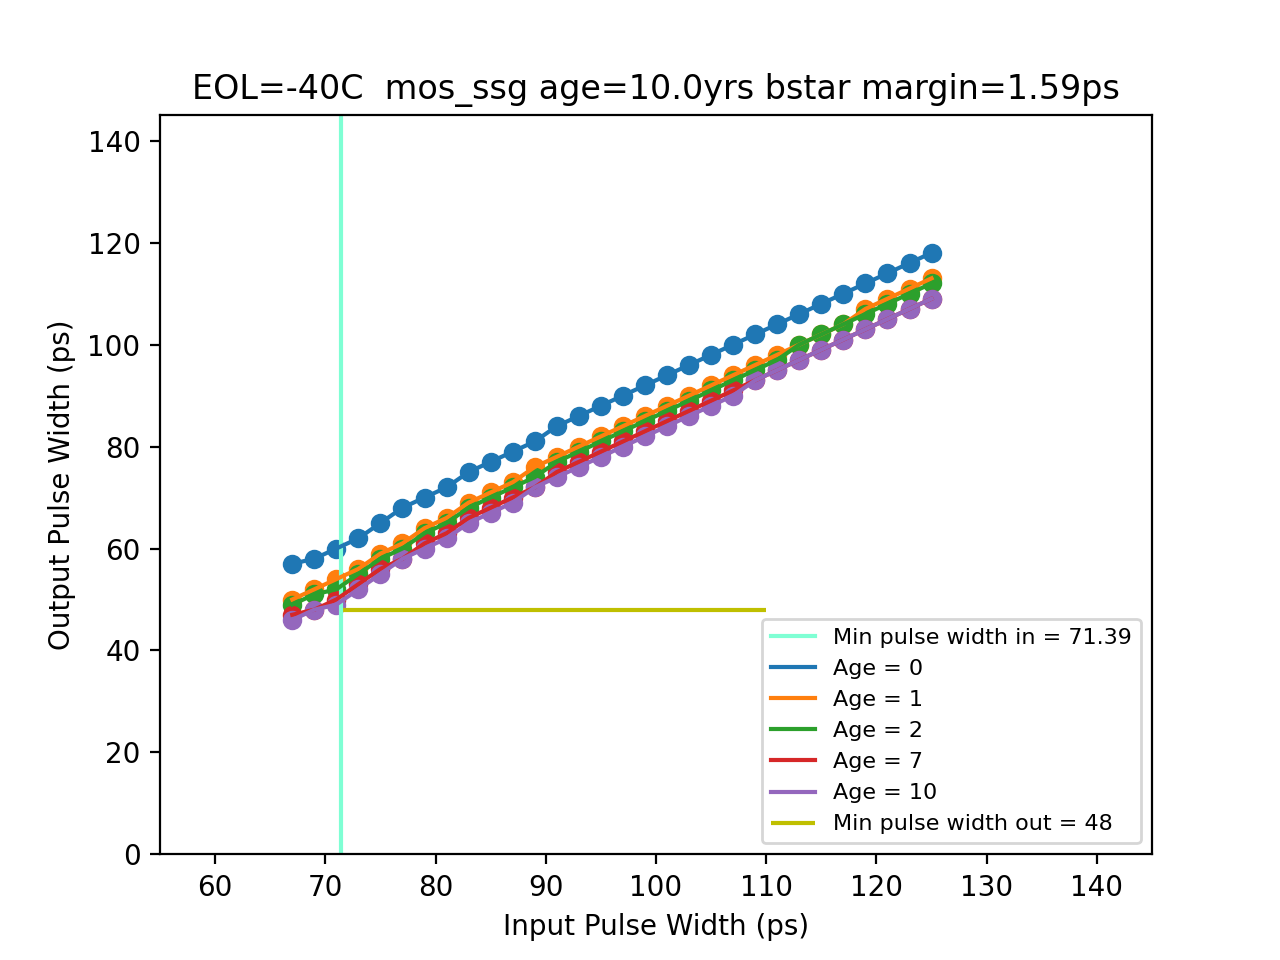 EOL=-40C  mos_ssg age=10.0yrs bstar margin=1.59ps
140
120
100
80
60
40
20
0
Output Pulse Width (ps)
60 70 80 90 100 110 120 130 140
Input Pulse Width (ps)
Min pulse width in = 71.39
Age = 0
Age = 1
Age = 2
Age = 7
Age = 10
Min pulse width out = 48